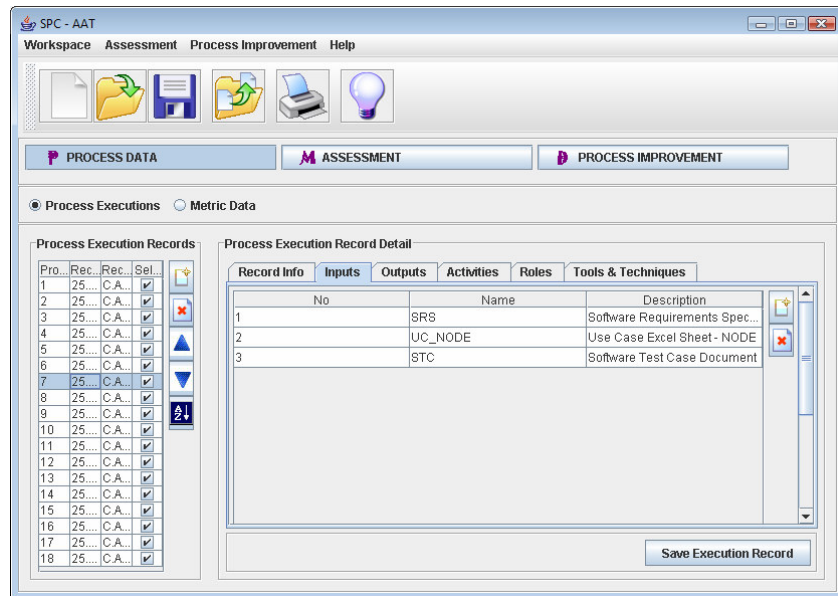 SPC - AAT
Workspace Assessment Process Improvement Help
PROCESS DATA ASSESSMENT PROCESS IMPROVEMENT
Process Executions Metric Data
Process Execution Records
Pro... Rec... Rec... Sel...
1 25.... C.A...
2 25.... C.A...
3 25.... C.A...
4 25.... C.A...
5 25.... C.A...
6 25.... C.A...
7 25.... C.A...
8 25.... C.A...
9 25.... C.A...
10 25.... C.A...
11 25.... C.A...
12 25.... C.A...
13 25.... C.A...
14 25.... C.A...
15 25.... C.A...
16 25.... C.A...
17 25.... C.A...
18 25.... C.A...
A Z
Process Execution Record Detail
Record Info Inputs Outputs Activities Roles Tools & Techniques
No Name Description
1 SRS Software Requirements Spec...
2 UC_NODE Use Case Excel Sheet - NODE
3 STC Software Test Case Document
Save Execution Record